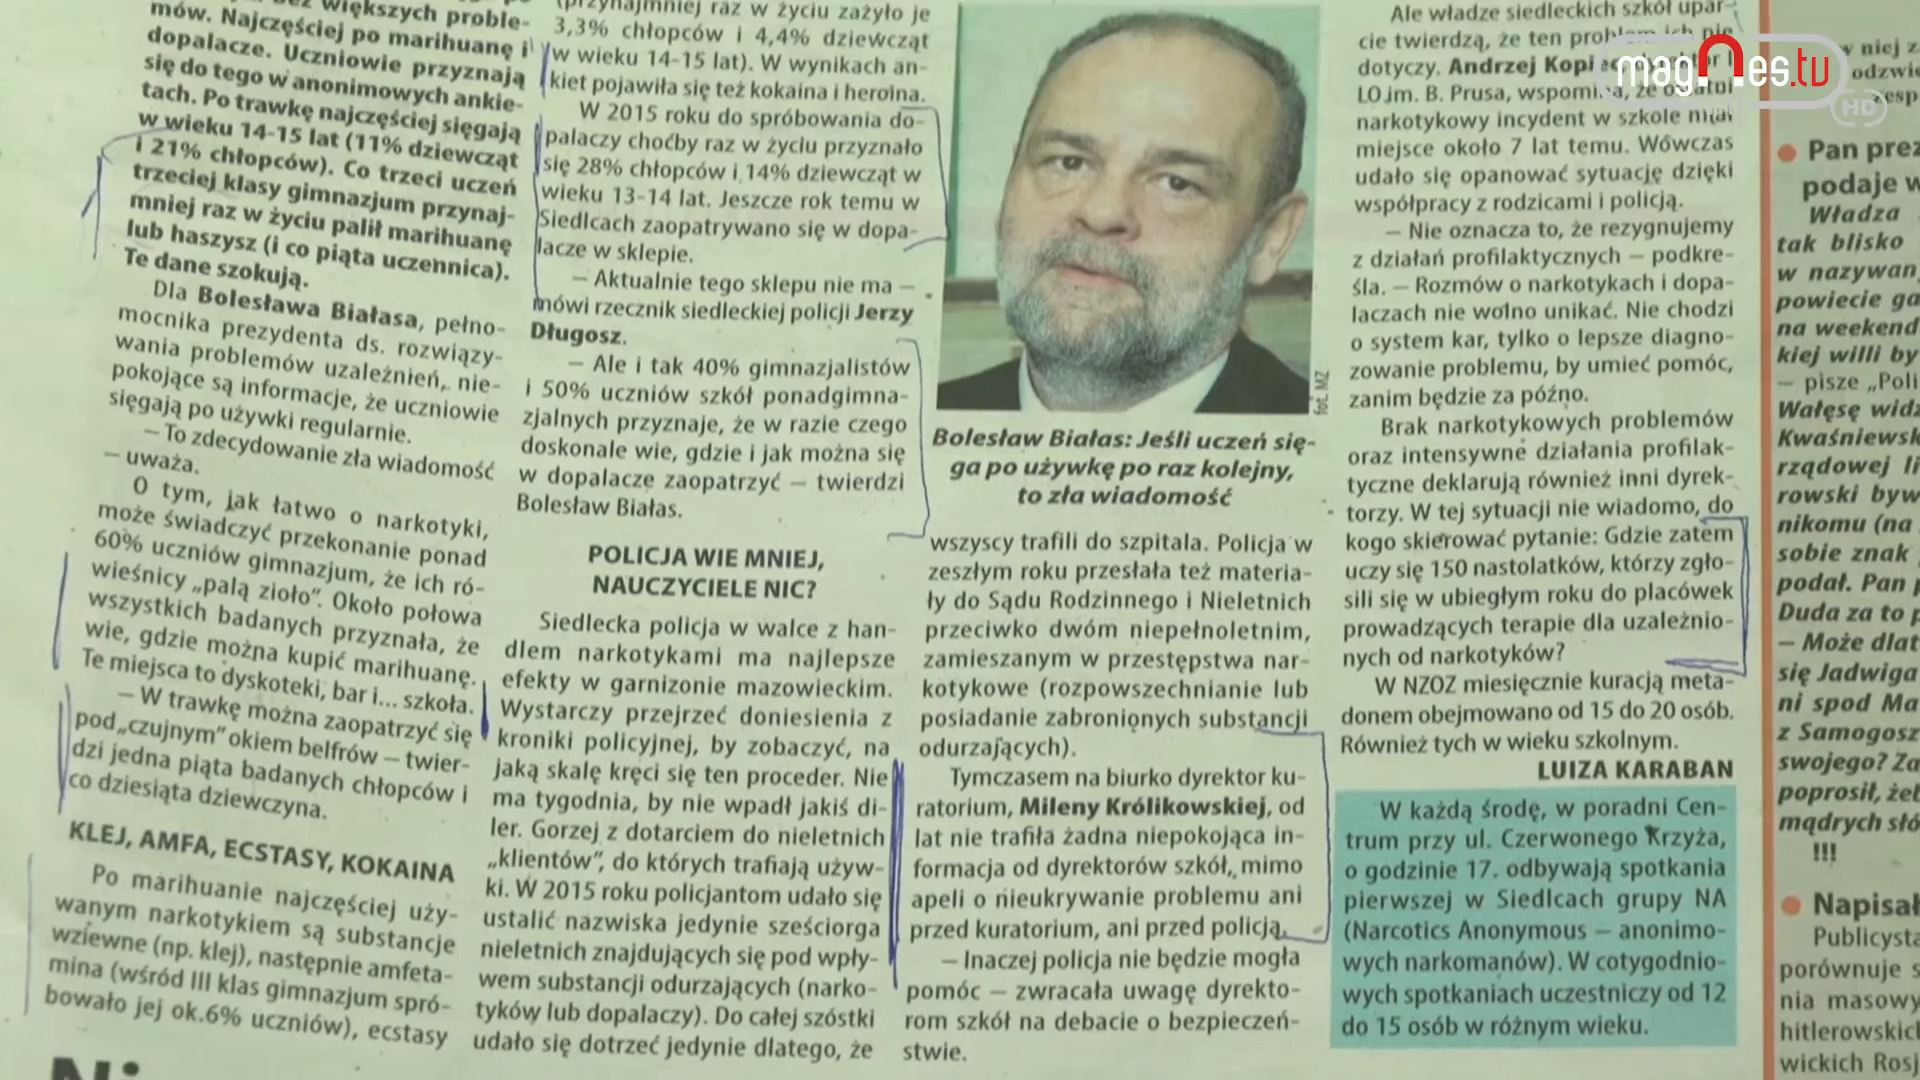 bez większych proble-
mów. Najczęściej po marihuanę i
dopalacze. Uczniowie przyznają
się do tego w anonimowych ankie-
tach. Po trawkę najczęściej sięgają
w wieku 14-15 lat (11% dziewcząt
i 21% chłopców). Co trzeci uczeń
trzeciej klasy gimnazjum przynaj-
mniej raz w życiu palił marihuanę
lub haszysz (i co piąta uczennica).
Te dane szokują.
Dla Bolesława Białasa, pełno-
mocnika prezydenta ds. rozwiązy-
wania problemów uzależnień, nie-
pokojące są informacje, że uczniowie
sięgają po używki regularnie.
– To zdecydowanie zła wiadomość
– uważa.
O tym, jak łatwo o narkotyki,
może świadczyć przekonanie ponad
60% uczniów gimnazjum, że ich ró-
wieśnicy „palą zioło”. Około połowa
wszystkich badanych przyznała, że
wie, gdzie można kupić marihuanę.
Te miejsca to dyskoteki, bar i... szkoła.
– W trawkę można zaopatrzyć się
pod „czujnym” okiem belfrów – twier-
dzi jedna piąta badanych chłopców i
co dziesiąta dziewczyna.
KLEJ, AMFA, ECSTASY, KOKAINA
Po marihuanie najczęściej uży-
wanym narkotykiem są substancje
wziewne (np. klej), następnie amfeta-
mina (wśród III klas gimnazjum spró-
bowało jej ok.6% uczniów), ecstasy
(przynajmniej raz w życiu zażyło je
3,3% chłopców i 4,4% dziewcząt
w wieku 14-15 lat). W wynikach an-
kiet pojawiła się też kokaina i heroina.
W 2015 roku do spróbowania do-
palaczy choćby raz w życiu przyznało
się 28% chłopców i 14% dziewcząt w
wieku 13-14 lat. Jeszcze rok temu w
Siedlcach zaopatrywano się w dopa-
lacze w sklepie.
– Aktualnie tego sklepu nie ma –
mówi rzecznik siedleckiej policji Jerzy
Długosz.
– Ale i tak 40% gimnazjalistów
i 50% uczniów szkół ponadgimna-
zjalnych przyznaje, że w razie czego
doskonale wie, gdzie i jak można się
w dopalacze zaopatrzyć – twierdzi
Bolesław Białas.
POLICJA WIE MNIEJ,
NAUCZYCIELE NIC?
Siedlecka policja w walce z han-
dlem narkotykami ma najlepsze
efekty w garnizonie mazowieckim.
Wystarczy przejrzeć doniesienia z
kroniki policyjnej, by zobaczyć, na
jaką skalę kręci się ten proceder. Nie
ma tygodnia, by nie wpadł jakiś di-
ler. Gorzej z dotarciem do nieletnich
„klientów”, do których trafiają używ-
ki. W 2015 roku policjantom udało się
ustalić nazwiska jedynie sześciorga
nieletnich znajdujących się pod wpły-
wem substancji odurzających (narko-
tyków lub dopalaczy). Do całej szóstki
udało się dotrzeć jedynie dlatego, że
fot. MZ
Bolesław Białas: Jeśli uczeń się-
ga po używkę po raz kolejny,
to zła wiadomość
wszyscy trafili do szpitala. Policja w
zeszłym roku przesłała też materia-
ły do Sądu Rodzinnego i Nieletnich
przeciwko dwóm niepełnoletnim,
zamieszanym w przestępstwa nar-
kotykowe (rozpowszechnianie lub
posiadanie zabronionych substancji
odurzających).
Tymczasem na biurko dyrektor ku-
ratorium, Mileny Królikowskiej, od
lat nie trafiła żadna niepokojąca in-
formacja od dyrektorów szkół, mimo
apeli o nieukrywanie problemu ani
przed kuratorium, ani przed policją.
– Inaczej policja nie będzie mogła
pomóc – zwracała uwagę dyrekto-
rom szkół na debacie o bezpieczeń-
stwie.
Ale władze siedleckich szkół upar-
cie twierdzą, że ten problem ich nie
dotyczy. Andrzej
LO im. B. Prusa, wspomina, że
narkotykowy incydent w szkole miał
miejsce około 7 lat temu. Wówczas
udało się opanować sytuację dzięki
współpracy z rodzicami i policją.
– Nie oznacza to, że rezygnujemy
z działań profilaktycznych – podkre-
śla. – Rozmów o narkotykach i dopa-
laczach nie wolno unikać. Nie chodzi
o system kar, tylko o lepsze diagno-
zowanie problemu, by umieć pomóc,
zanim będzie za późno.
Brak narkotykowych problemów
oraz intensywne działania profilak-
tyczne deklarują również inni dyrek-
torzy. W tej sytuacji nie wiadomo, do
kogo skierować pytanie: Gdzie zatem
uczy się 150 nastolatków, którzy zgło-
sili się w ubiegłym roku do placówek
prowadzących terapie dla uzależnio-
nych od narkotyków?
W NZOZ miesięcznie kuracją meta-
donem obejmowano od 15 do 20 osób.
Również tych w wieku szkolnym.
LUIZA KARABAN
W każdą środę, w poradni Cen-
trum przy ul. Czerwonego Krzyża,
o godzinie 17. odbywają spotkania
pierwszej w Siedlcach grupy NA
(Narcotics Anonymous – anonimo-
wych narkomanów). W cotygodnio-
wych spotkaniach uczestniczy od 12
do 15 osób w różnym wieku.
magnes.tv
HD
niej
odzwie
Pan prez
podaje w
Władza
tak blisko
w nazywan
powiecie ga
na weekend
kiej willi by
– pisze „Poli
Wałęsę widz
Kwaśniewsk
rządowej li
rowski byw
nikomu (na
sobie znak
podał. Pan p
Duda za to p
– Może dlat
się Jadwiga
ni spod Ma
z Samogosz
swojego? Za
poprosił, żeb
mądrych słó
!!!
Napisał
Publicysta
porównuje s
nia masowy
hitlerowskich
wickich Rosj